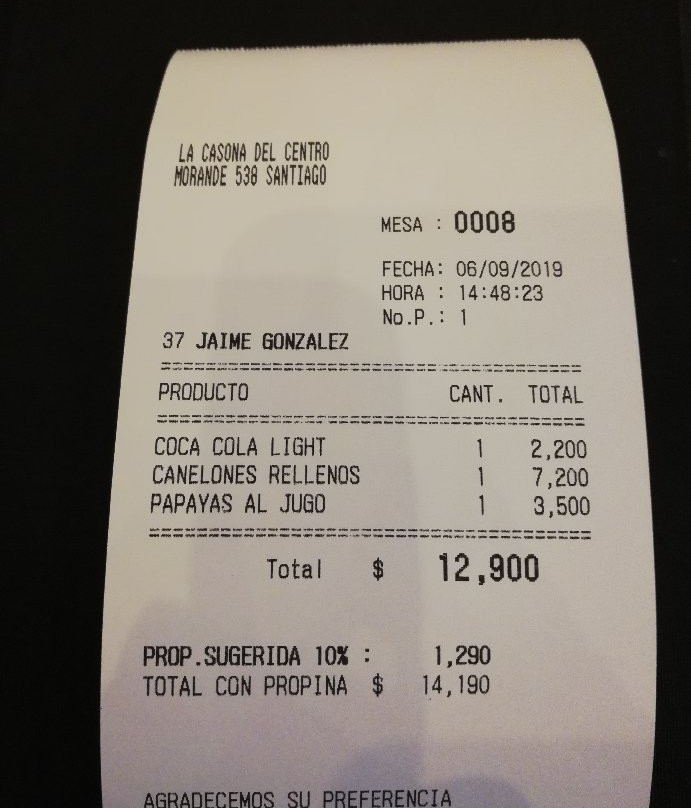 LA CASONA DEL CENTRO
MORANDE 538 SANTIAGO
MESA : 0008
FECHA: 06/09/2019
HORA : 14:48:23
No.P.: 1
37 JAIME GONZALEZ
PRODUCTO CANT. TOTAL
COCA COLA LIGHT 1 2,200
CANELONES RELLENOS 1 7,200
PAPAYAS AL JUGO 1 3,500
Total $ 12,900
PROP.SUGERIDA 10% : 1,290
TOTAL CON PROPINA $ 14,190
AGRADECEMOS SU PREFERENCIA